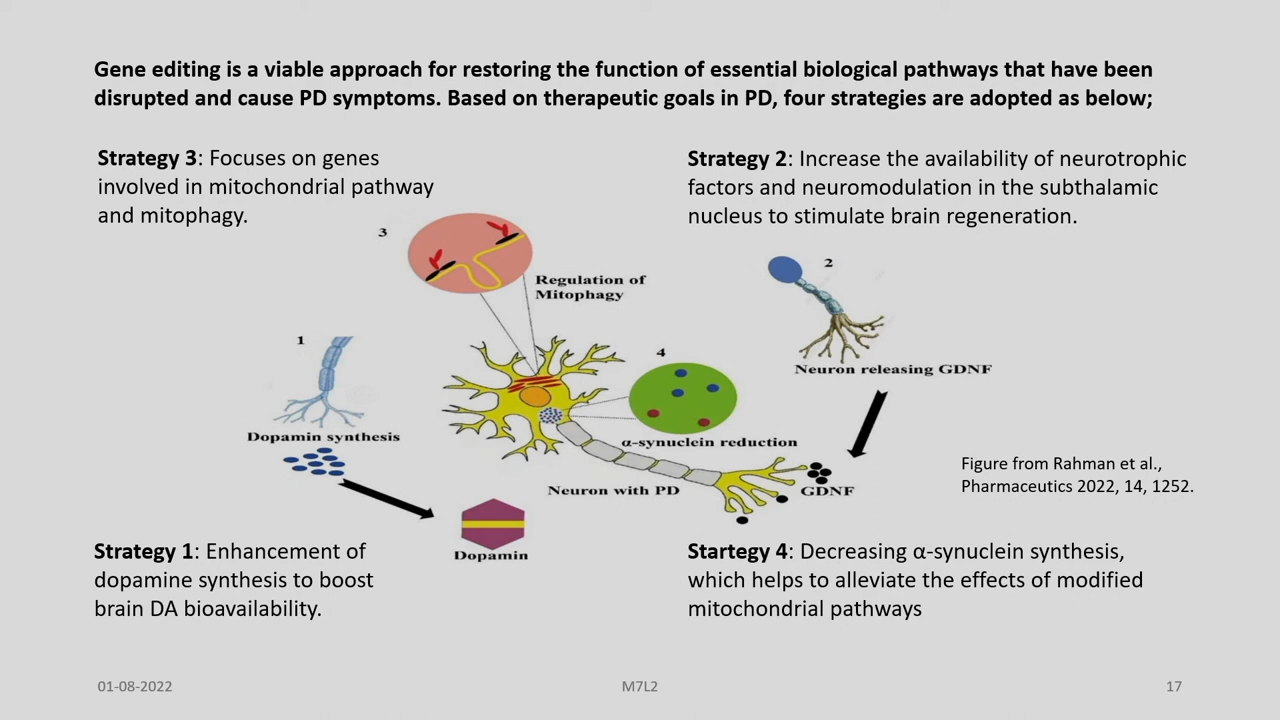 Gene editing is a viable approach for restoring the function of essential biological pathways that have been
disrupted and cause PD symptoms. Based on therapeutic goals in PD, four strategies are adopted as below;
Strategy 3: Focuses on genes
involved in mitochondrial pathway
and mitophagy.
Strategy 2: Increase the availability of neurotrophic
factors and neuromodulation in the subthalamic
nucleus to stimulate brain regeneration.
3
Regulation of
Mitophagy
2
Neuron releasing GDNF
1
Dopamin synthesis
4
α-synuclein reduction
Neuron with PD
GDNF
Dopamin
Figure from Rahman et al.,
Pharmaceutics 2022, 14, 1252.
Strategy 1: Enhancement of
dopamine synthesis to boost
brain DA bioavailability.
Startegy 4: Decreasing α-synuclein synthesis,
which helps to alleviate the effects of modified
mitochondrial pathways
01-08-2022
M7L2
17